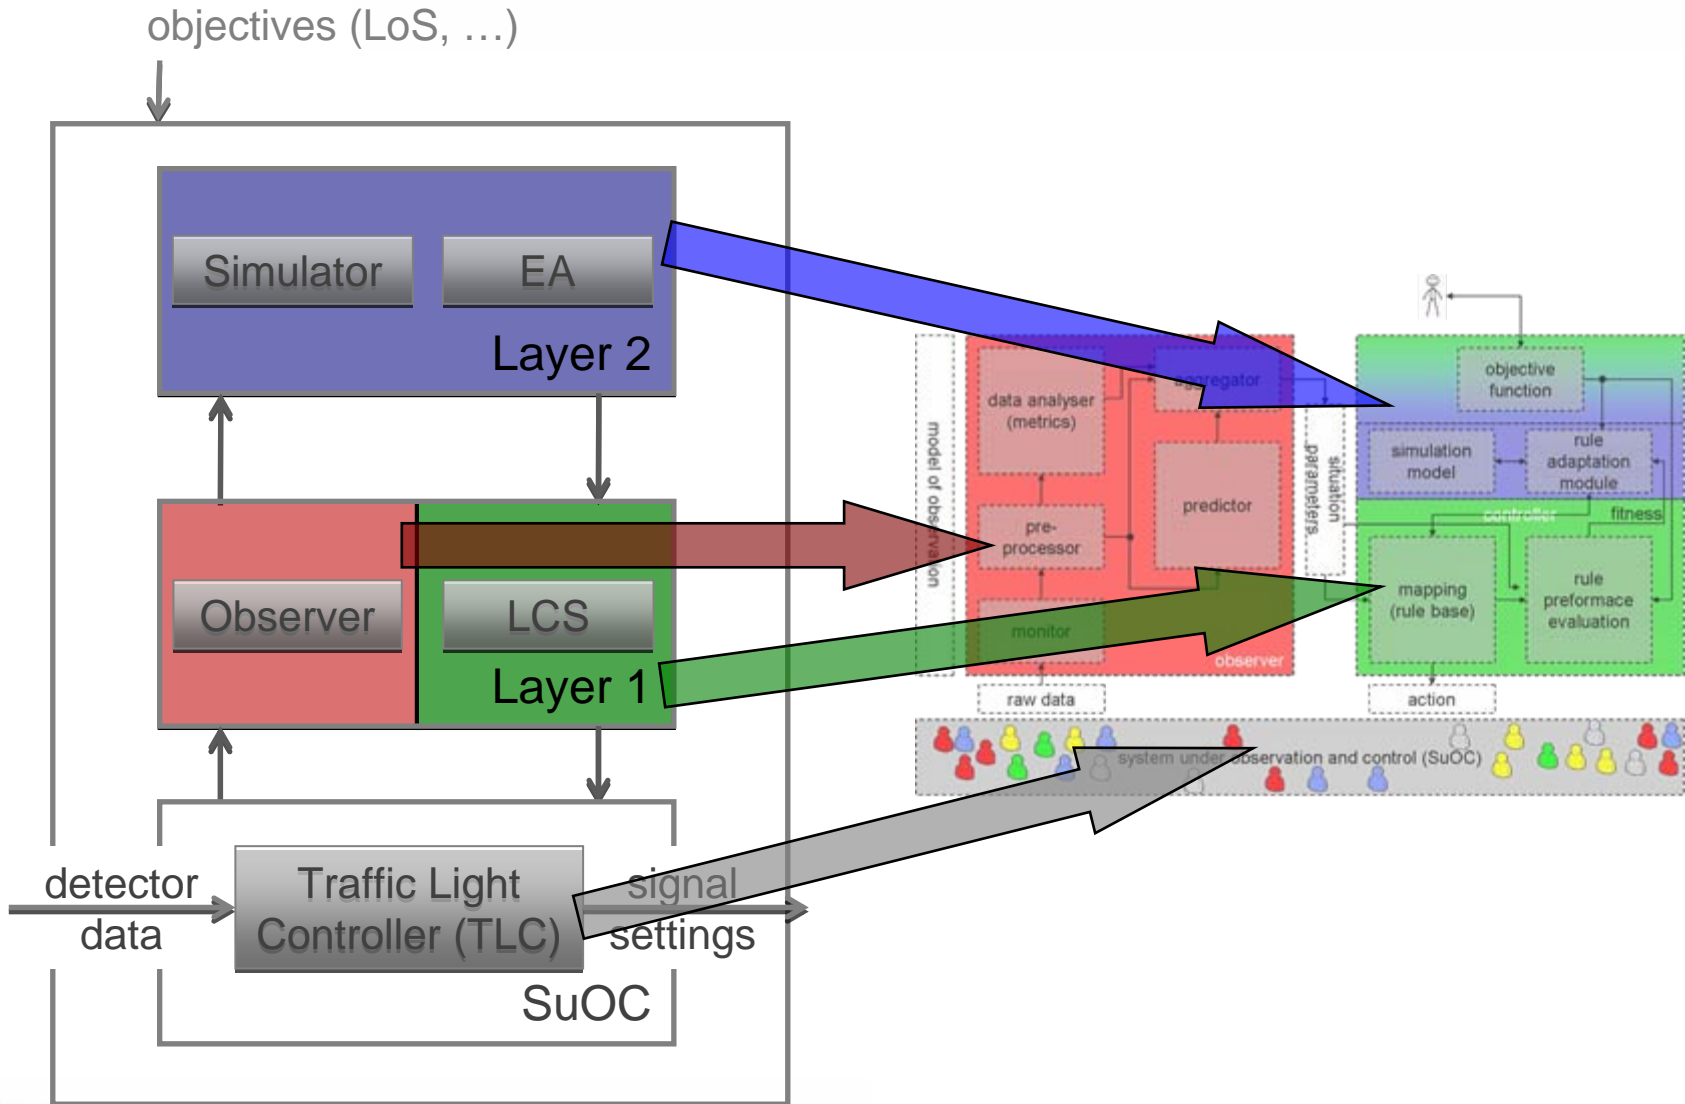 objectives (LoS, …)
Simulator
EA
Layer 2
Observer
LCS
Layer 1
detector
data
Traffic Light
Controller (TLC)
signal
settings
SuOC
model of observation
data analyser
(metrics)
aggregator
pre-
processor
predictor
monitor
observer
raw data
situation
parameters
objective
function
simulation
model
rule
adaptation
module
controller
fitness
mapping
(rule base)
rule
preformace
evaluation
action
system under observation and control (SuOC)